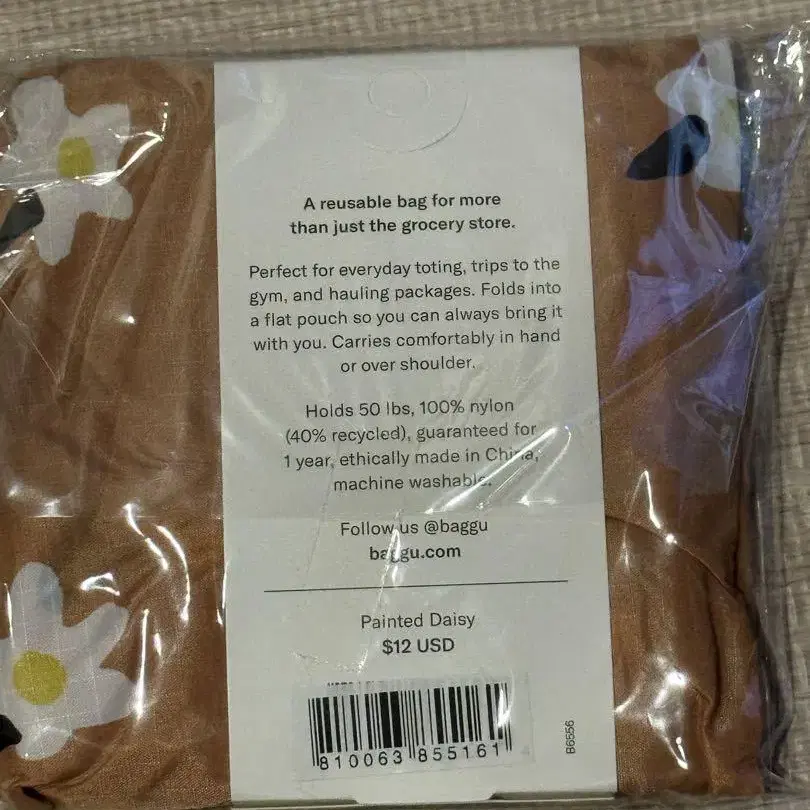 A reusable bag for more
than just the grocery store.
Perfect for everyday toting, trips to the
gym, and hauling packages. Folds into
a flat pouch so you can always bring it
with you. Carries comfortably in hand
or over shoulder.
Holds 50 lbs, 100% nylon
(40% recycled), guaranteed for
1 year, ethically made in China,
machine washable.
Follow us @baggu
baggu.com
Painted Daisy
$12 USD
810063 855161
B6556